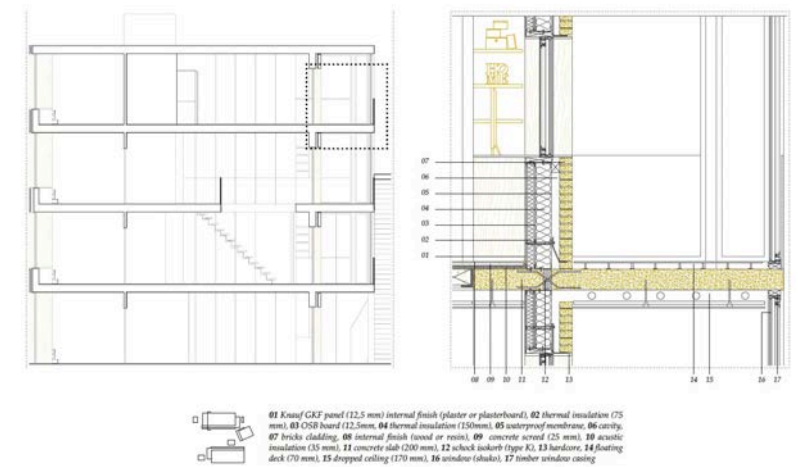 07
06
05
04
03
02
01
08 09 10 11 12 13 14 15 16 17
01 Knauf GKF panel (12,5 mm) internal finish (plaster or plasterboard), 02 thermal insulation (75
mm), 03 OSB board (12,5mm, 04 thermal insulation (150mm), 05 waterproof membrane, 06 cavity,
07 bricks cladding, 08 internal finish (wood or resin), 09 concrete screed (25 mm), 10 acustic
insulation (35 mm), 11 concrete slab (200 mm), 12 schock isokorb (type K), 13 hardcore, 14 floating
deck (70 mm), 15 dropped ceiling (170 mm), 16 window (shuko), 17 timber window casing